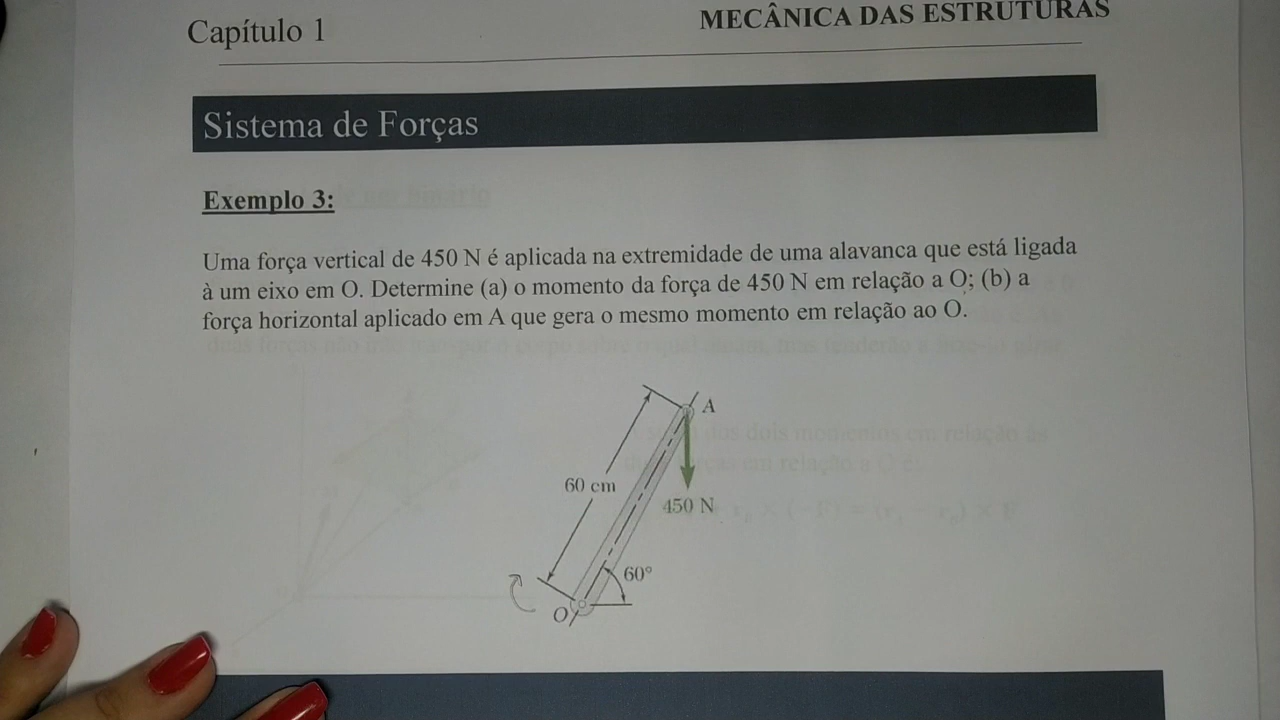 Capítulo 1
MECÂNICA DAS ESTRUTURAS
Sistema de Forças
Exemplo 3:
Uma força vertical de 450 N é aplicada na extremidade de uma alavanca que está ligada
à um eixo em O. Determine (a) o momento da força de 450 N em relação a O; (b) a
força horizontal aplicado em A que gera o mesmo momento em relação ao O.
A
60 cm
450 N
60°
O